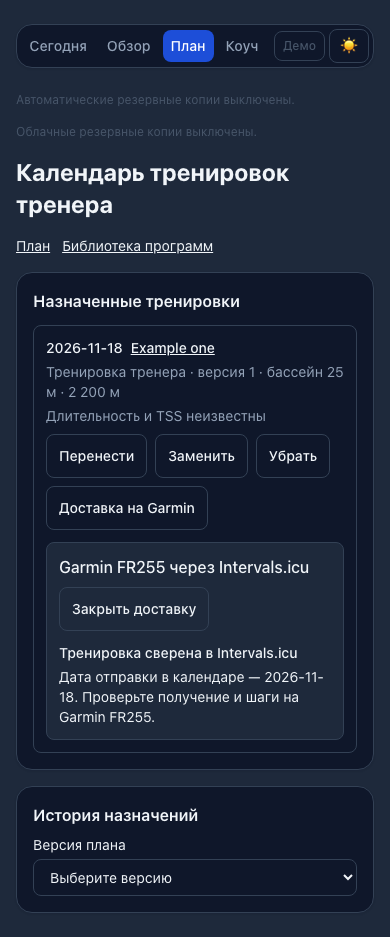 Сегодня Обзор План Коуч Демо
Автоматические резервные копии выключены.
Облачные резервные копии выключены.
Календарь тренировок
тренера
План Библиотека программ
Назначенные тренировки
2026-11-18 Example one
Тренировка тренера · версия 1 · бассейн 25
м · 2 200 м
Длительность и TSS неизвестны
Перенести Заменить Убрать
Доставка на Garmin
Garmin FR255 через Intervals.icu
Закрыть доставку
Тренировка сверена в Intervals.icu
Дата отправки в календаре — 2026-11-
18. Проверьте получение и шаги на
Garmin FR255.
История назначений
Версия плана
Выберите версию